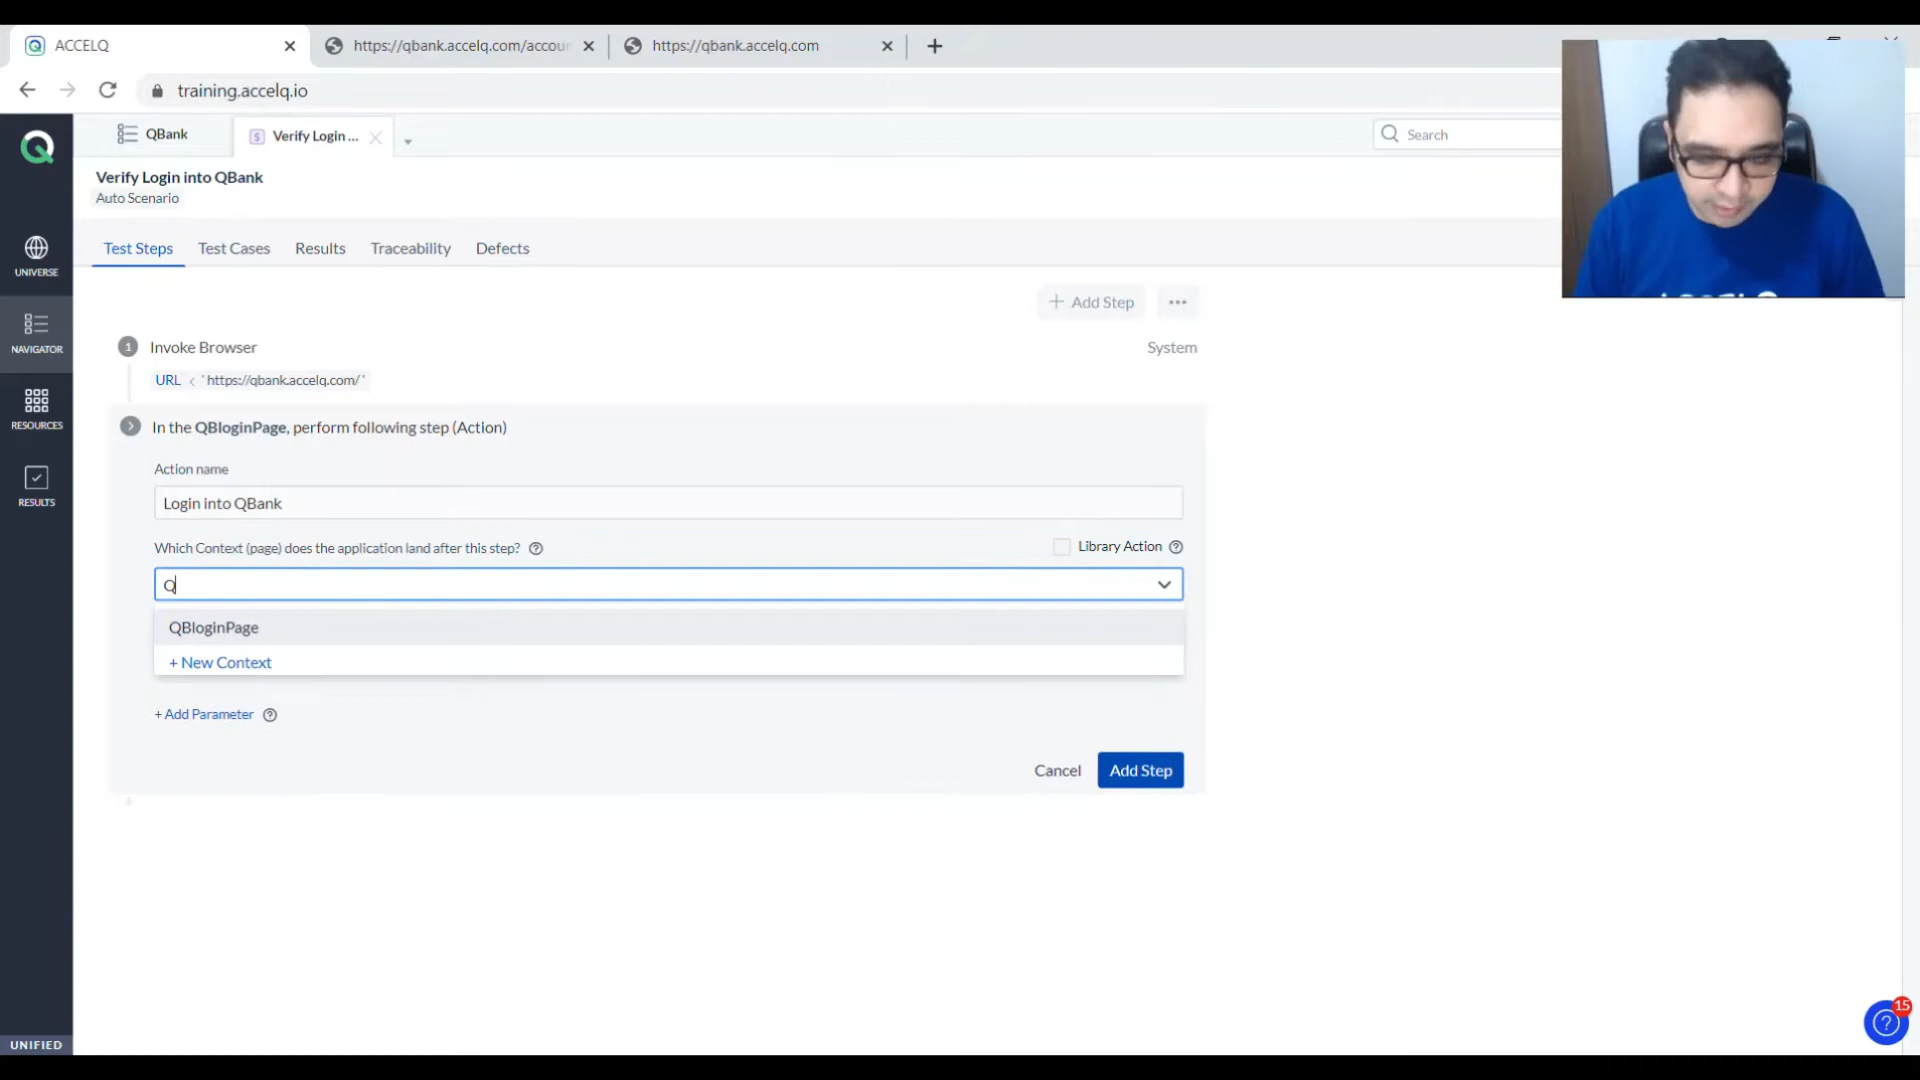 ACCELQ
https://qbank.accelq.com/accou
https://qbank.accelq.com
training.accelq.io
QBank
Verify Login ...
Search
Verify Login into QBank
Auto Scenario
UNIVERSE
NAVIGATOR
RESOURCES
RESULTS
UNIFIED
Test Steps
Test Cases
Results
Traceability
Defects
+ Add Step
1
Invoke Browser
System
URL < `https://qbank.accelq.com/`
In the QBloginPage, perform following step (Action)
Action name
Login into QBank
Which Context (page) does the application land after this step?
Library Action
Q
QBloginPage
+ New Context
+ Add Parameter
Cancel
Add Step
15